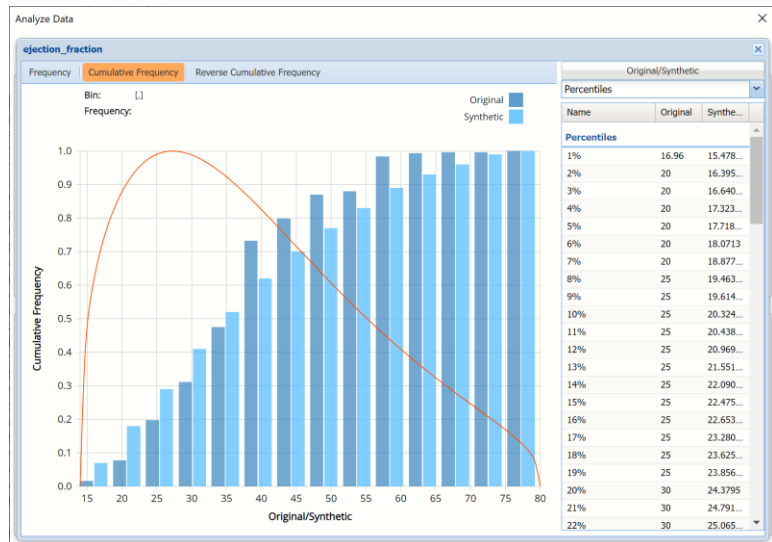 Analyze Data
ejection_fraction
Frequency Cumulative Frequency Reverse Cumulative Frequency
Bin: [,]
Frequency:
Original
Synthetic
1.0
0.9
0.8
0.7
0.6
0.5
0.4
0.3
0.2
0.1
0.0
Cumulative Frequency
15 20 25 30 35 40 45 50 55 60 65 70 75 80
Original/Synthetic
Original/Synthetic
Percentiles
Name Original Synthe...
Percentiles
1% 16.96 15.478...
2% 20 16.395...
3% 20 16.640...
4% 20 17.323...
5% 20 17.718...
6% 20 18.0713
7% 20 18.877...
8% 25 19.463...
9% 25 19.614...
10% 25 20.324...
11% 25 20.438...
12% 25 20.969...
13% 25 21.551...
14% 25 22.090...
15% 25 22.475...
16% 25 22.653...
17% 25 23.280...
18% 25 23.625...
19% 25 23.856...
20% 30 24.3795
21% 30 24.791...
22% 30 25.065...